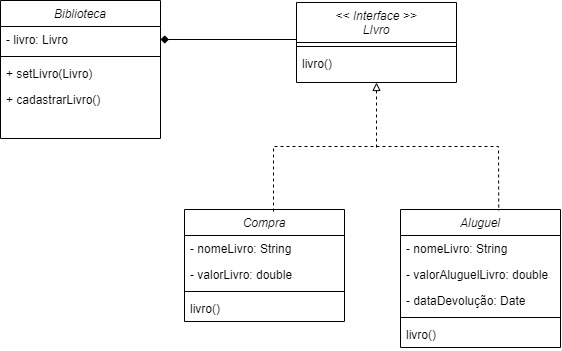 Biblioteca
- livro: Livro
+ setLivro(Livro)
+ cadastrarLivro()
<< Interface >>
LIvro
livro()
Compra
- nomeLivro: String
- valorLivro: double
livro()
Aluguel
- nomeLivro: String
- valorAluguelLivro: double
- dataDevolução: Date
livro()